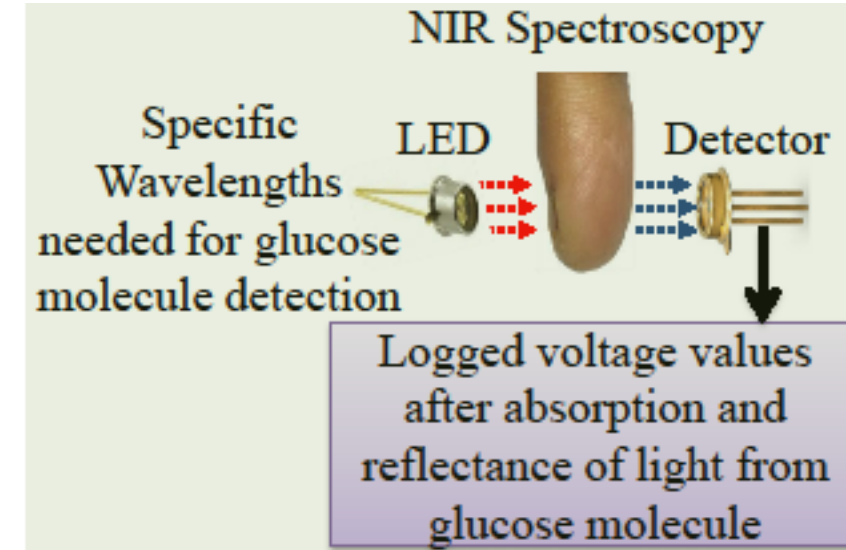 NIR Spectroscopy
Specific
Wavelengths
needed for glucose
molecule detection
LED
Detector
Logged voltage values
after absorption and
reflectance of light from
glucose molecule